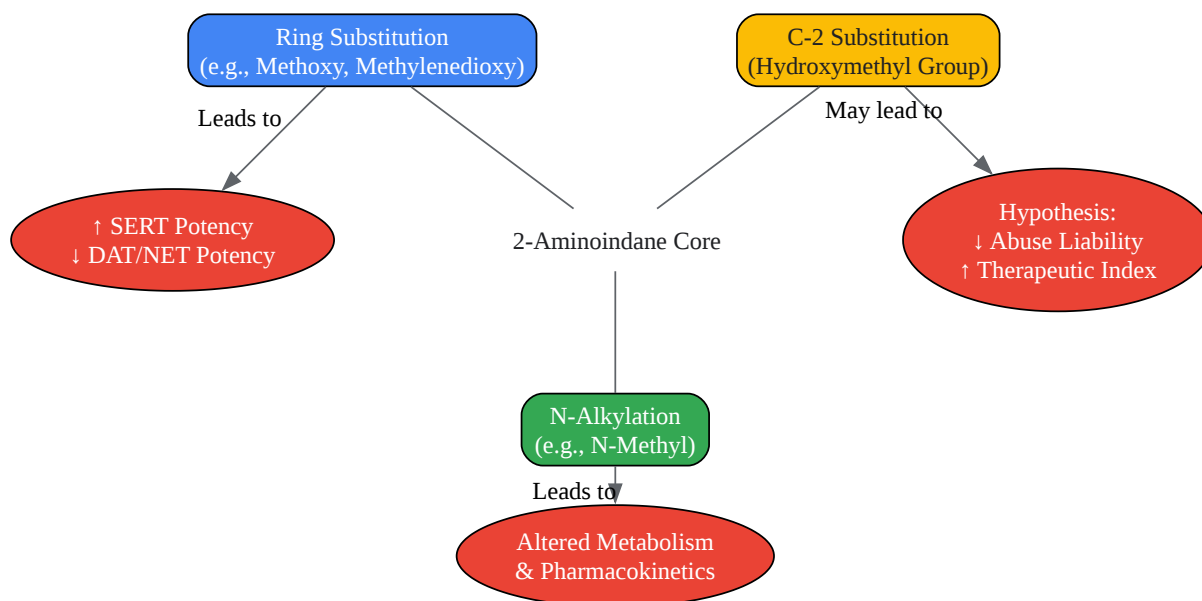 Ring Substitution
(e.g., Methoxy, Methylenedioxy)
C-2 Substitution
(Hydroxymethyl Group)
Leads to
May lead to
↑ SERT Potency
↓ DAT/NET Potency
2-Aminoindane Core
Hypothesis:
↓ Abuse Liability
↑ Therapeutic Index
N-Alkylation
(e.g., N-Methyl)
Leads to
Altered Metabolism
& Pharmacokinetics